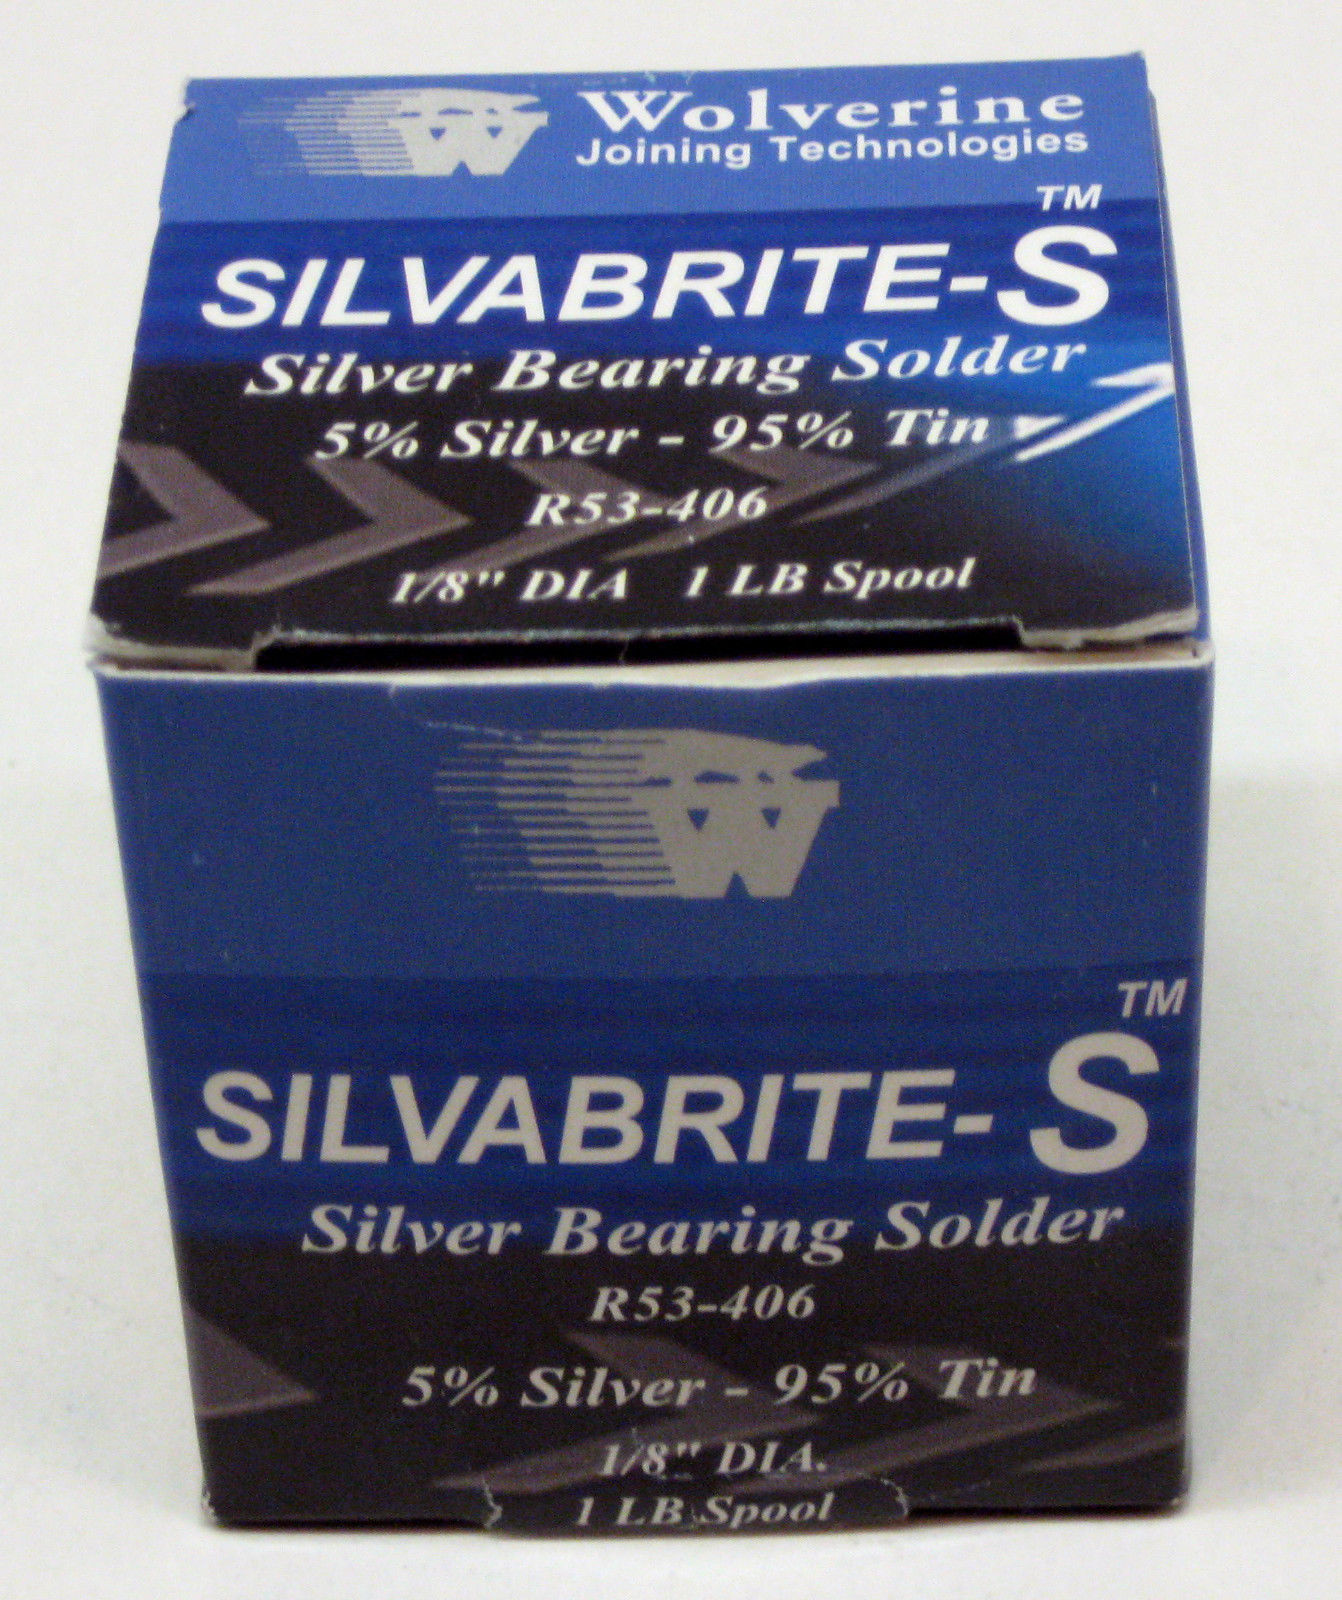 Wolverine
Joining Technologies
TM
SILVABRITE-S
Silver Bearing Solder
5% Silver - 95% Tin
R53-406
1/8" DIA 1 LB Spool
W
TM
SILVABRITE- S
Silver Bearing Solder
R53-406
5% Silver - 95% Tin
1/8" DIA.
1 LB Spool